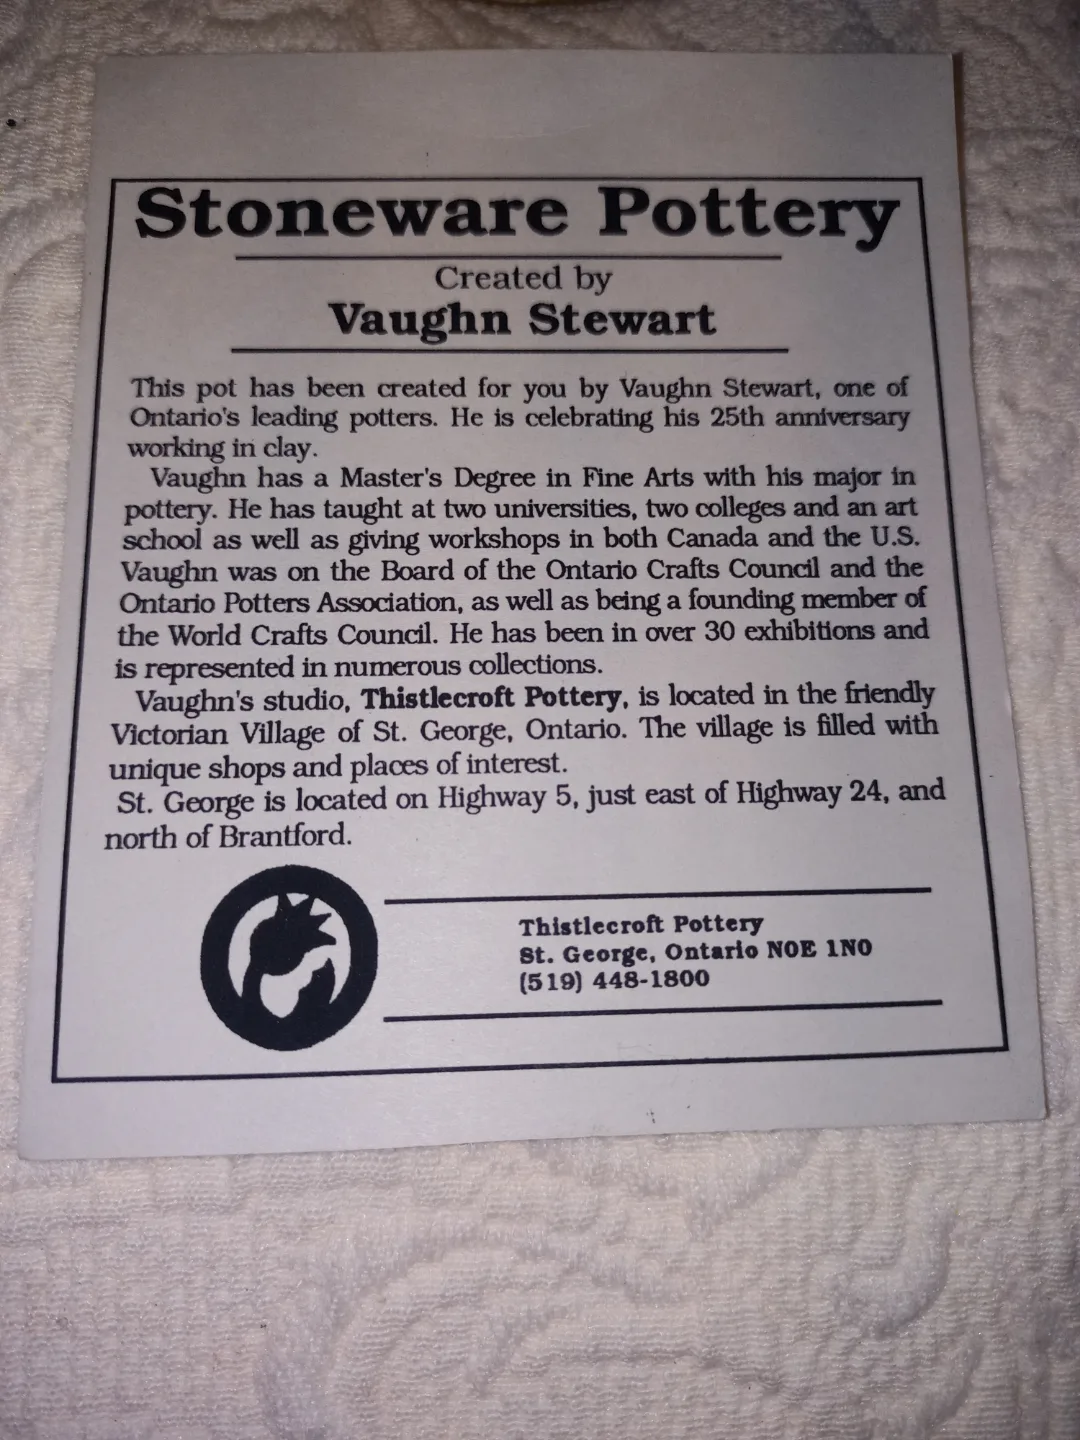 Stoneware Pottery
Created by
Vaughn Stewart
This pot has been created for you by Vaughn Stewart, one of
Ontario's leading potters. He is celebrating his 25th anniversary
working in clay.
Vaughn has a Master's Degree in Fine Arts with his major in
pottery. He has taught at two universities, two colleges and an art
school as well as giving workshops in both Canada and the U.S.
Vaughn was on the Board of the Ontario Crafts Council and the
Ontario Potters Association, as well as being a founding member of
the World Crafts Council. He has been in over 30 exhibitions and
is represented in numerous collections.
Vaughn's studio, Thistlecroft Pottery, is located in the friendly
Victorian Village of St. George, Ontario. The village is filled with
unique shops and places of interest.
St. George is located on Highway 5, just east of Highway 24, and
north of Brantford.
Thistlecroft Pottery
St. George, Ontario N0E 1N0
(519) 448-1800